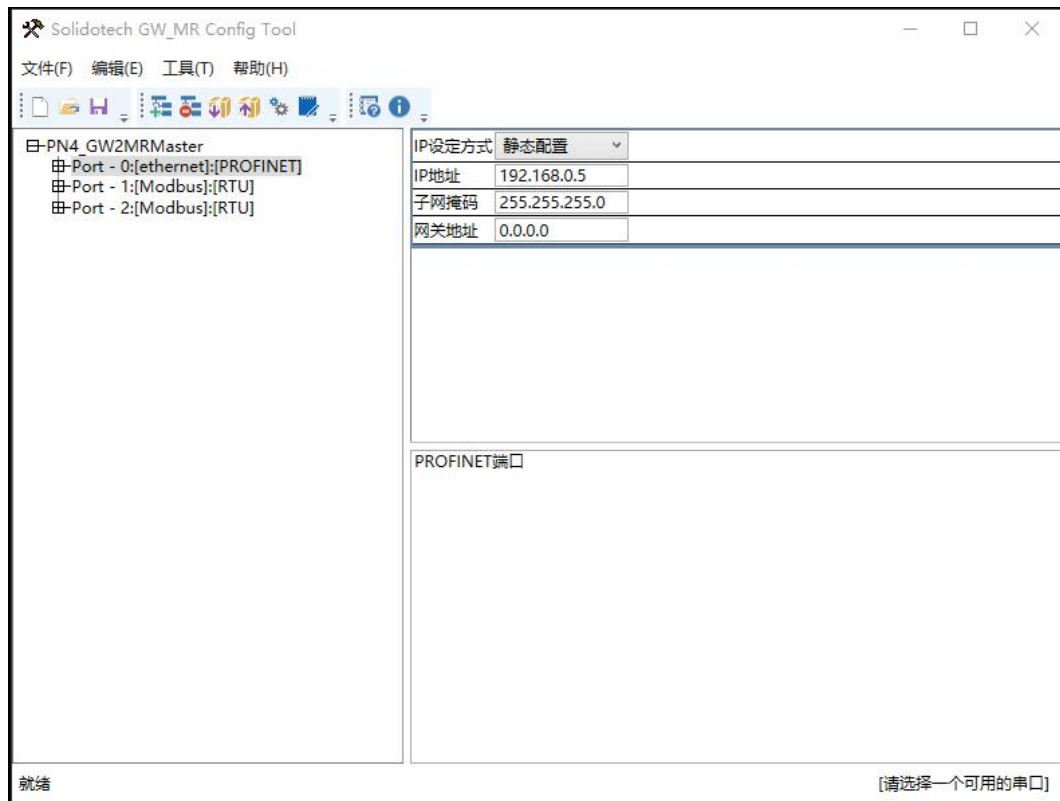 Solidotech GW_MR Config Tool
文件(F) 编辑(E) 工具(T) 帮助(H)
PN4_GW2MRMaster
Port - 0:[ethernet]:[PROFINET]
Port - 1:[Modbus]:[RTU]
Port - 2:[Modbus]:[RTU]
IP设定方式 静态配置
IP地址 192.168.0.5
子网掩码 255.255.255.0
网关地址 0.0.0.0
PROFINET端口
就绪
[请选择一个可用的串口]